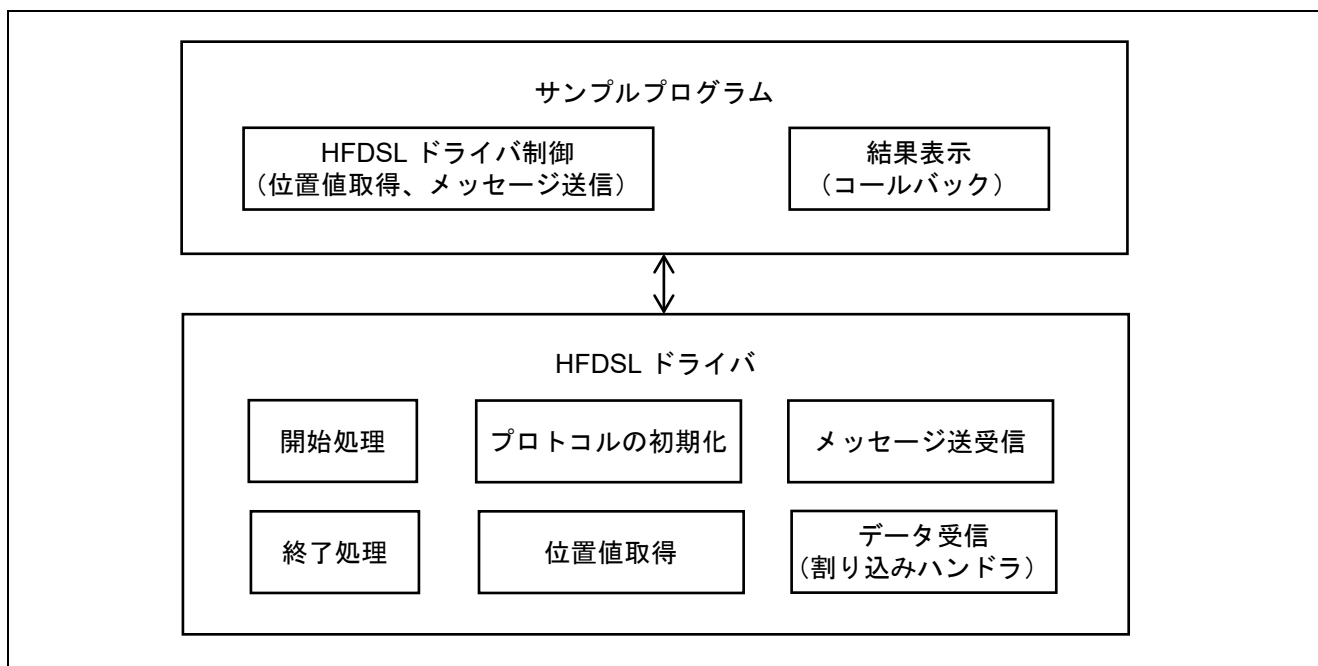 サンプルプログラム
HFDSL ドライバ制御
（位置値取得、メッセージ送信）
結果表示
（コールバック）
HFDSL ドライバ
開始処理
プロトコルの初期化
メッセージ送受信
終了処理
位置値取得
データ受信
（割り込みハンドラ）